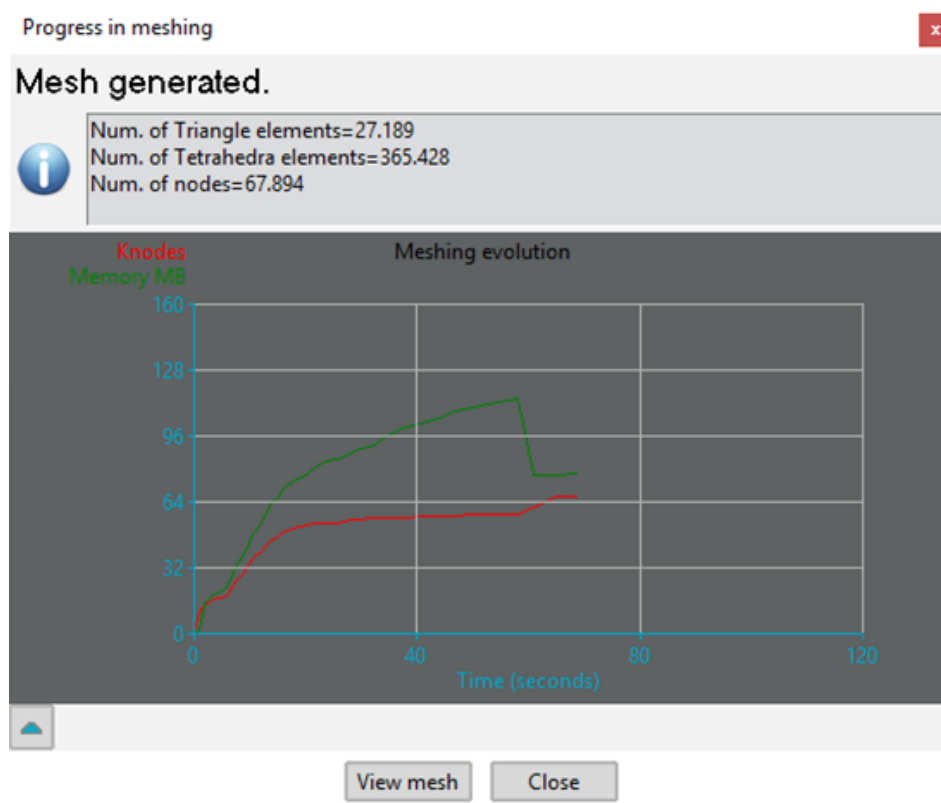 Progress in meshing
x
Mesh generated.
i
Num. of Triangle elements=27.189
Num. of Tetrahedra elements=365.428
Num. of nodes=67.894
Knodes
Memory MB
Meshing evolution
160
128
96
64
32
0
0 40 80 120
Time (seconds)
View mesh Close